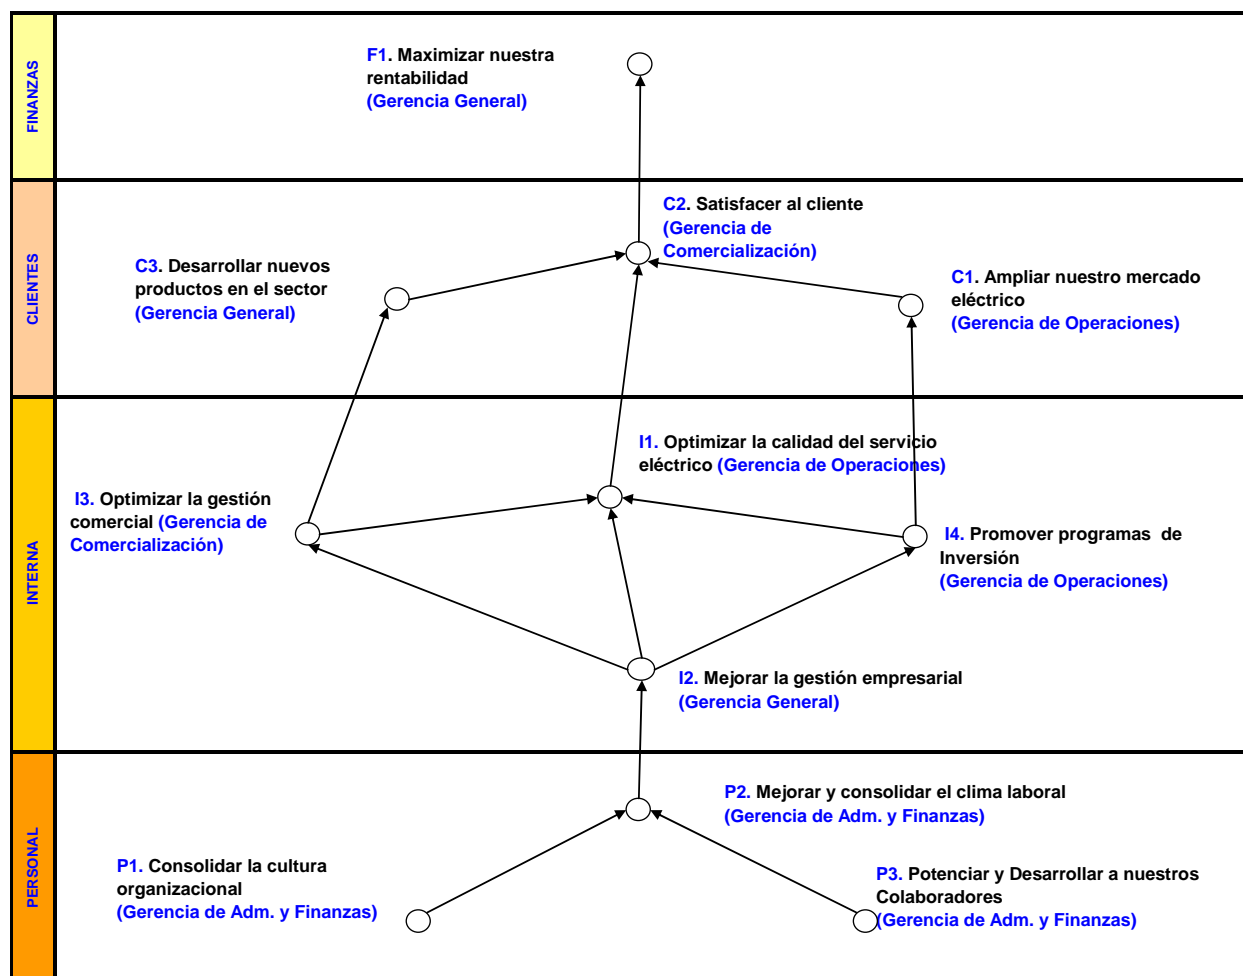 FINANZAS
F1. Maximizar nuestra
rentabilidad
(Gerencia General)
CLIENTES
C2. Satisfacer al cliente
(Gerencia de
Comercialización)
C3. Desarrollar nuevos
productos en el sector
(Gerencia General)
C1. Ampliar nuestro mercado
eléctrico
(Gerencia de Operaciones)
INTERNA
I1. Optimizar la calidad del servicio
eléctrico (Gerencia de Operaciones)
I3. Optimizar la gestión
comercial (Gerencia de
Comercialización)
I4. Promover programas  de
Inversión
(Gerencia de Operaciones)
I2. Mejorar la gestión empresarial
(Gerencia General)
PERSONAL
P2. Mejorar y consolidar el clima laboral
(Gerencia de Adm. y Finanzas)
P1. Consolidar la cultura
organizacional
(Gerencia de Adm. y Finanzas)
P3. Potenciar y Desarrollar a nuestros
Colaboradores
(Gerencia de Adm. y Finanzas)